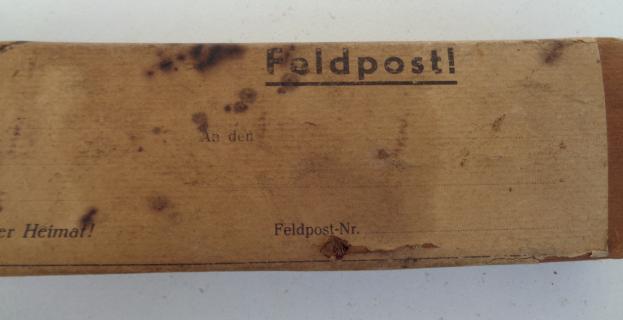 Feldpost!
An den
er Heimat!
Feldpost-Nr.